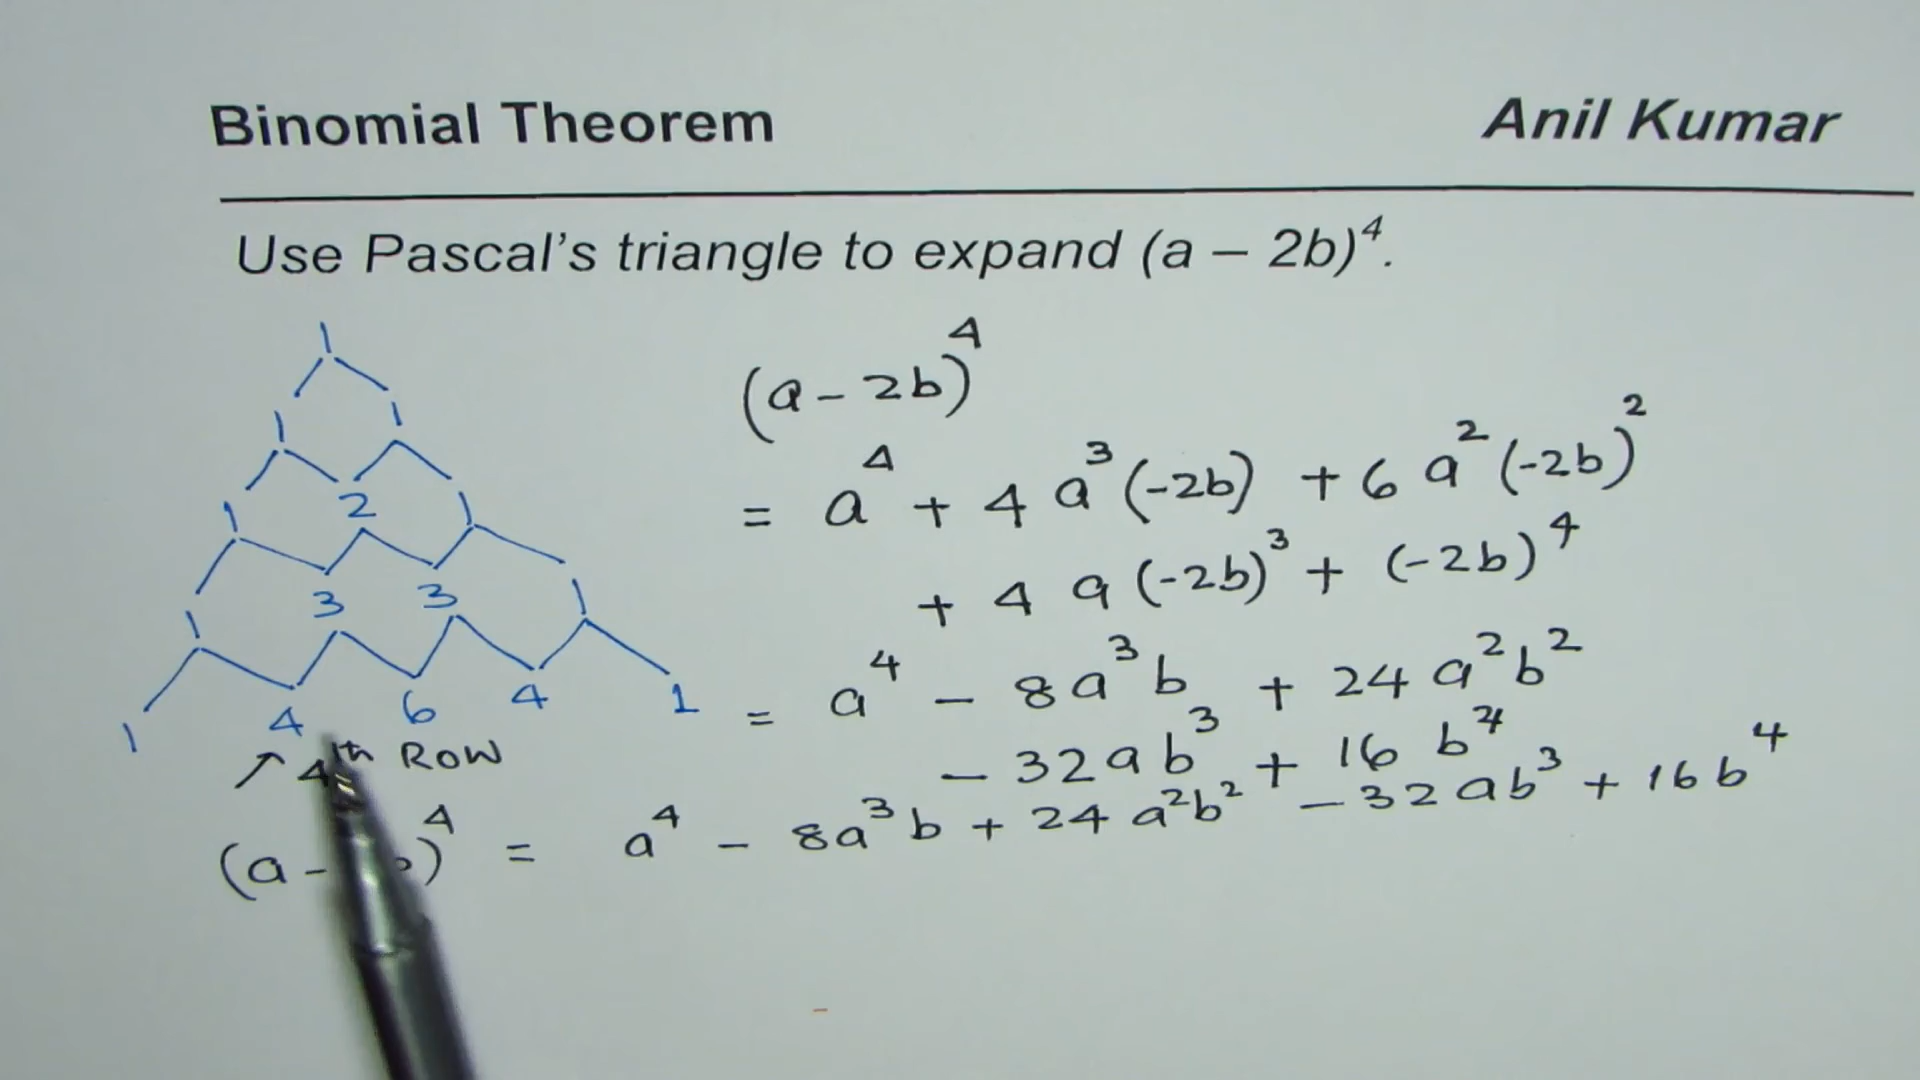 Binomial Theorem Anil Kumar
Use Pascal's triangle to expand (a – 2b)⁴.
1
1 1
1 2 1
1 3 3 1
1 4 6 4 1
↗ 4th Row
(a - 2b)⁴
= a⁴ + 4 a³ (-2b) + 6 a² (-2b)²
+ 4 a (-2b)³ + (-2b)⁴
= a⁴ - 8a³b + 24 a²b²
- 32ab³ + 16 b⁴
(a - b)⁴ = a⁴ - 8a³b + 24 a²b² - 32ab³ + 16b⁴